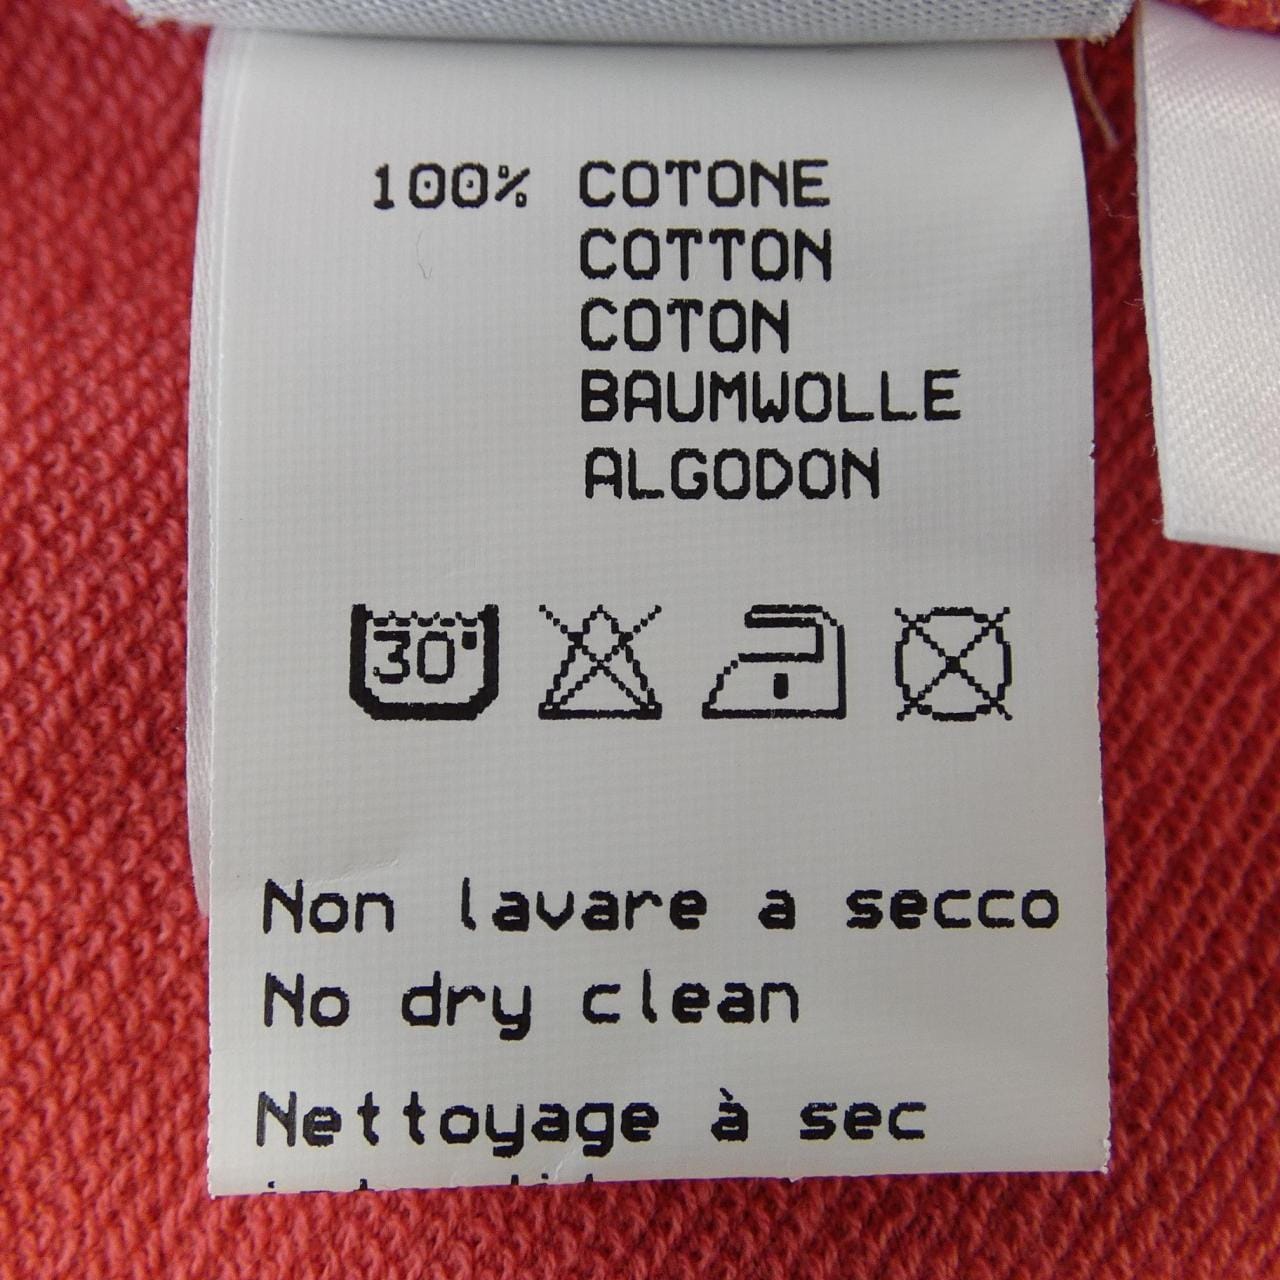 100% COTONE
COTTON
COTON
BAUMWOLLE
ALGODON
30°
Non lavare a secco
No dry clean
Nettoyage à sec